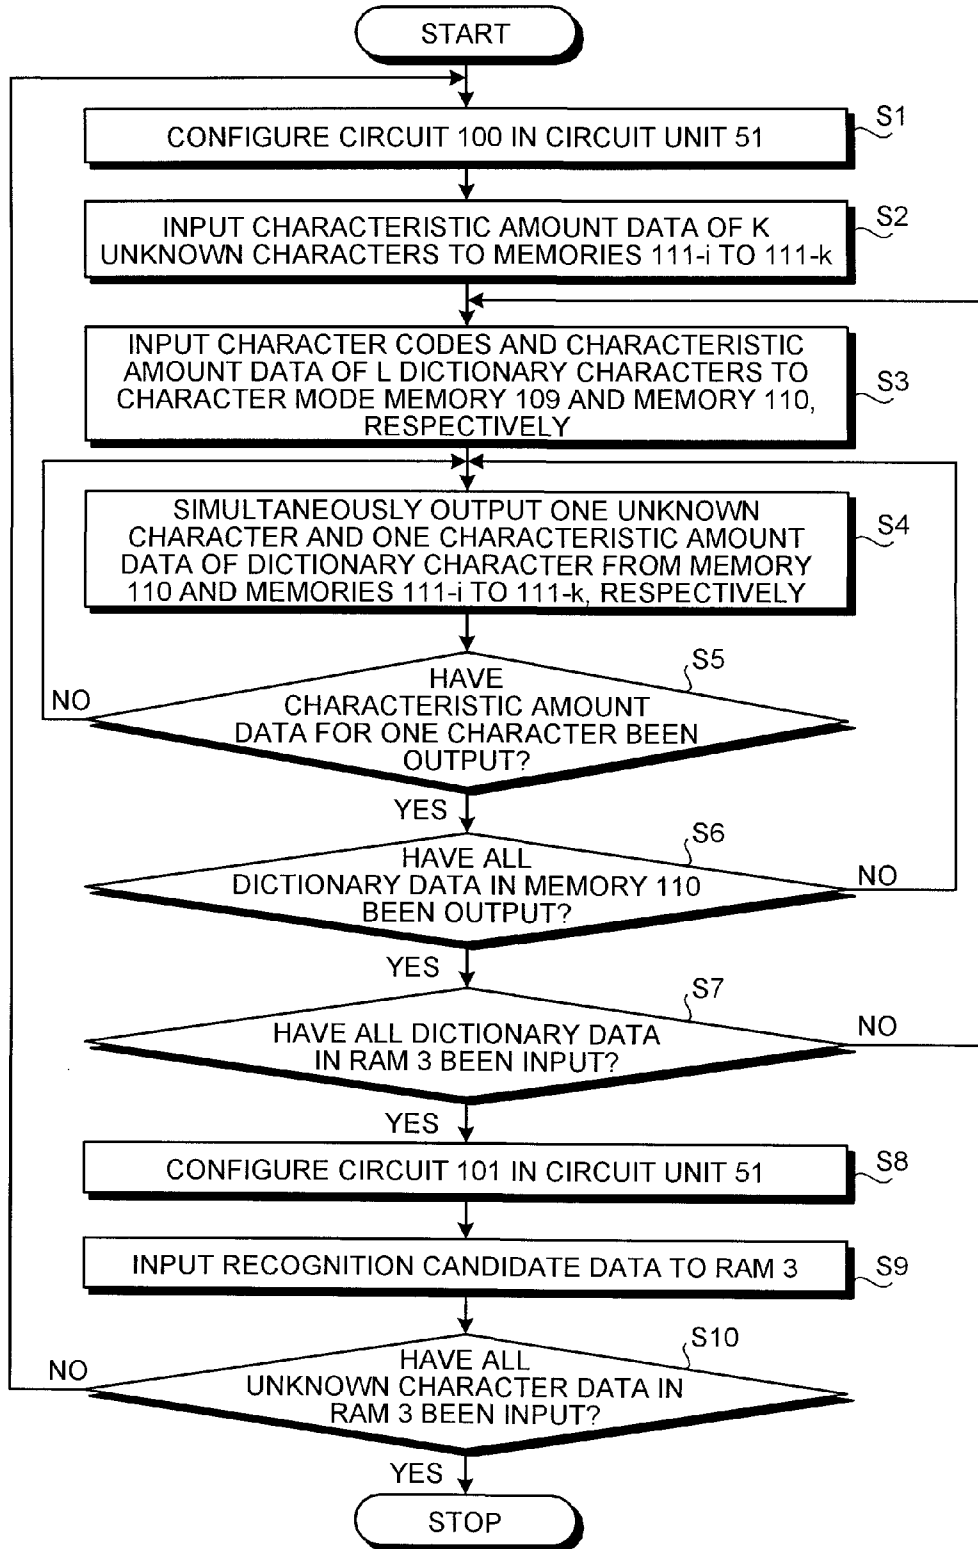 START
CONFIGURE CIRCUIT 100 IN CIRCUIT UNIT 51
S1
INPUT CHARACTERISTIC AMOUNT DATA OF K
UNKNOWN CHARACTERS TO MEMORIES 111-i TO 111-k
S2
INPUT CHARACTER CODES AND CHARACTERISTIC
AMOUNT DATA OF L DICTIONARY CHARACTERS TO
CHARACTER MODE MEMORY 109 AND MEMORY 110,
RESPECTIVELY
S3
SIMULTANEOUSLY OUTPUT ONE UNKNOWN
CHARACTER AND ONE CHARACTERISTIC AMOUNT
DATA OF DICTIONARY CHARACTER FROM MEMORY
110 AND MEMORIES 111-i TO 111-k, RESPECTIVELY
S4
HAVE
CHARACTERISTIC AMOUNT
DATA FOR ONE CHARACTER BEEN
OUTPUT?
S5
NO
YES
HAVE ALL
DICTIONARY DATA IN MEMORY 110
BEEN OUTPUT?
S6
NO
YES
HAVE ALL DICTIONARY DATA
IN RAM 3 BEEN INPUT?
S7
NO
YES
CONFIGURE CIRCUIT 101 IN CIRCUIT UNIT 51
S8
INPUT RECOGNITION CANDIDATE DATA TO RAM 3
S9
HAVE ALL
UNKNOWN CHARACTER DATA IN
RAM 3 BEEN INPUT?
S10
NO
YES
STOP